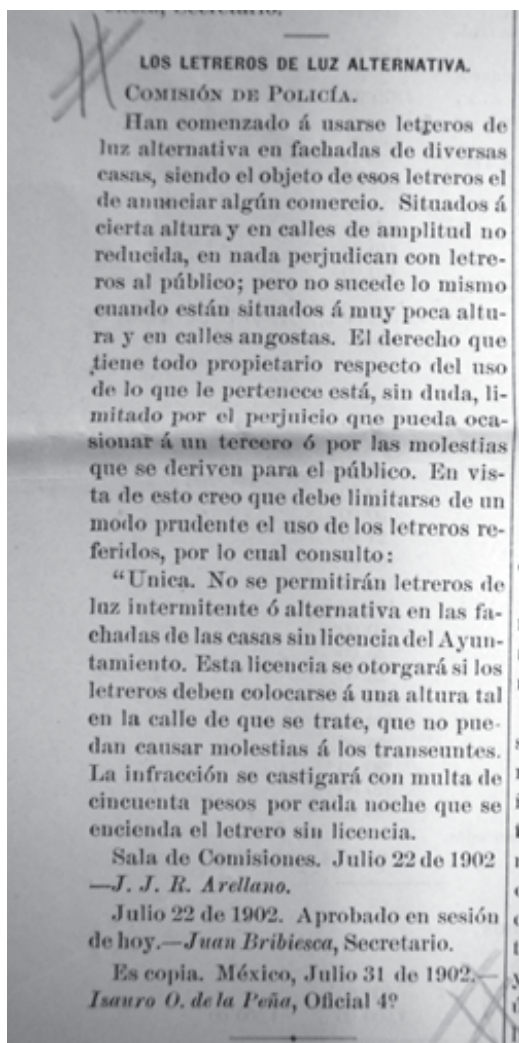 LOS LETREROS DE LUZ ALTERNATIVA.
COMISIÓN DE POLICÍA.
Han comenzado á usarse letreros de
luz alternativa en fachadas de diversas
casas, siendo el objeto de esos letreros el
de anunciar algún comercio. Situados á
cierta altura y en calles de amplitud no
reducida, en nada perjudican con letre-
ros al público; pero no sucede lo mismo
cuando están situados á muy poca altu-
ra y en calles angostas. El derecho que
tiene todo propietario respecto del uso
de lo que le pertenece está, sin duda, li-
mitado por el perjuicio que pueda oca-
sionar á un tercero ó por las molestias
que se deriven para el público. En vis-
ta de esto creo que debe limitarse de un
modo prudente el uso de los letreros re-
feridos, por lo cual consulto:
"Unica. No se permitirán letreros de
luz intermitente ó alternativa en las fa-
chadas de las casas sin licencia del Ayun-
tamiento. Esta licencia se otorgará si los
letreros deben colocarse á una altura tal
en la calle de que se trate, que no pue-
dan causar molestias á los transeuntes.
La infracción se castigará con multa de
cincuenta pesos por cada noche que se
encienda el letrero sin licencia.
Sala de Comisiones. Julio 22 de 1902
—J. J. R. Arellano.
Julio 22 de 1902. Aprobado en sesión
de hoy.—Juan Bribiesca, Secretario.
Es copia. México, Julio 31 de 1902.—
Isauro O. de la Peña, Oficial 4º